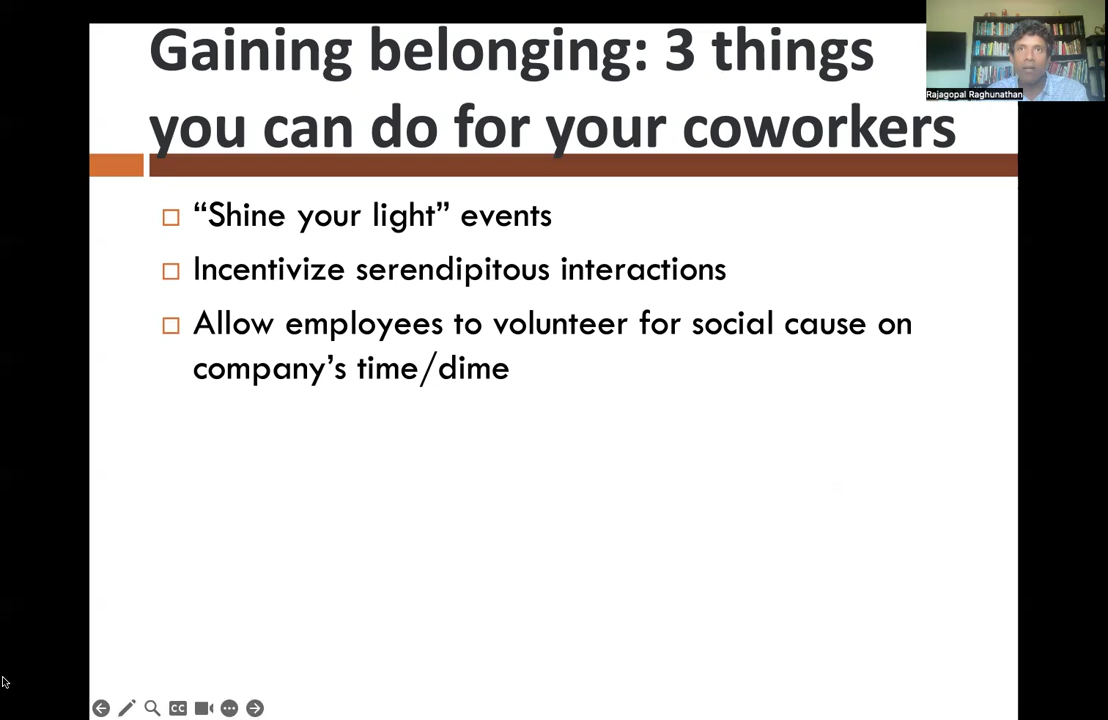 Gaining belonging: 3 things
you can do for your coworkers
Rajagopal Raghunathan
□ “Shine your light” events
□ Incentivize serendipitous interactions
□ Allow employees to volunteer for social cause on
company’s time/dime
CC